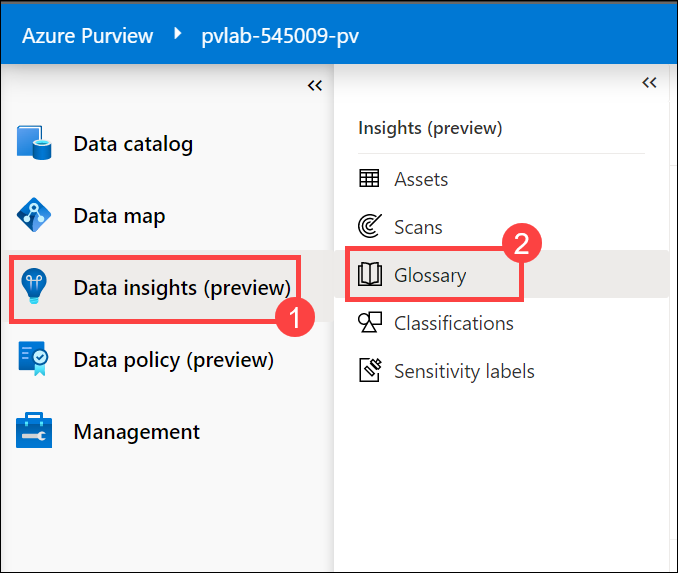 Azure Purview pvlab-545009-pv
Data catalog
Data map
Data insights (preview)
1
Data policy (preview)
Management
Insights (preview)
Assets
Scans
2
Glossary
Classifications
Sensitivity labels